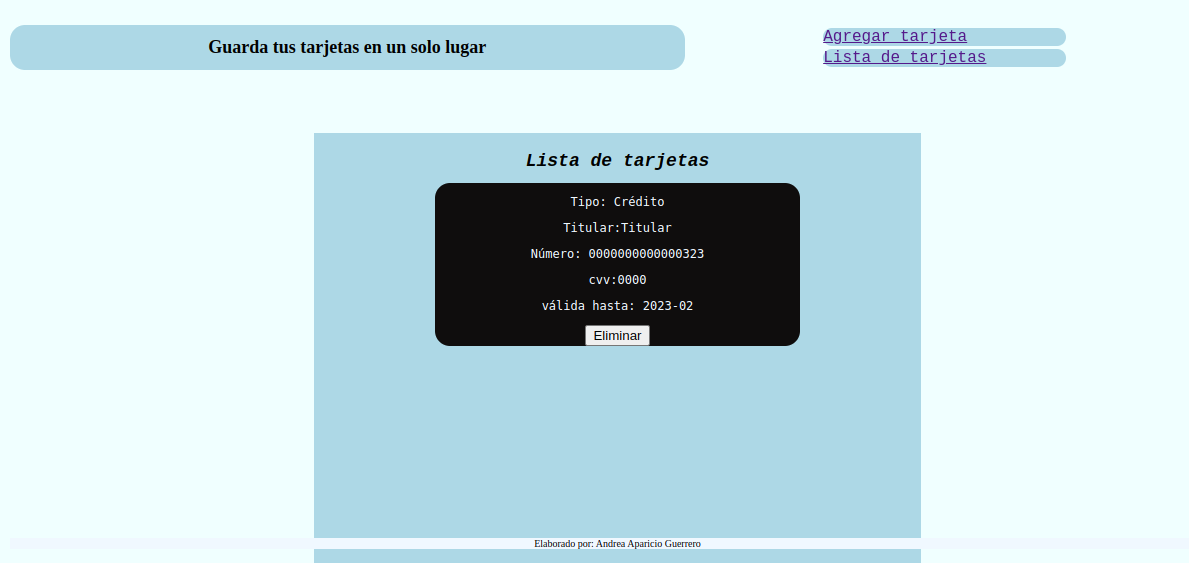 Guarda tus tarjetas en un solo lugar
Agregar tarjeta
Lista de tarjetas
Lista de tarjetas
Tipo: Crédito
Titular:Titular
Número: 0000000000000323
cvv:0000
válida hasta: 2023-02
Eliminar
Elaborado por: Andrea Aparicio Guerrero